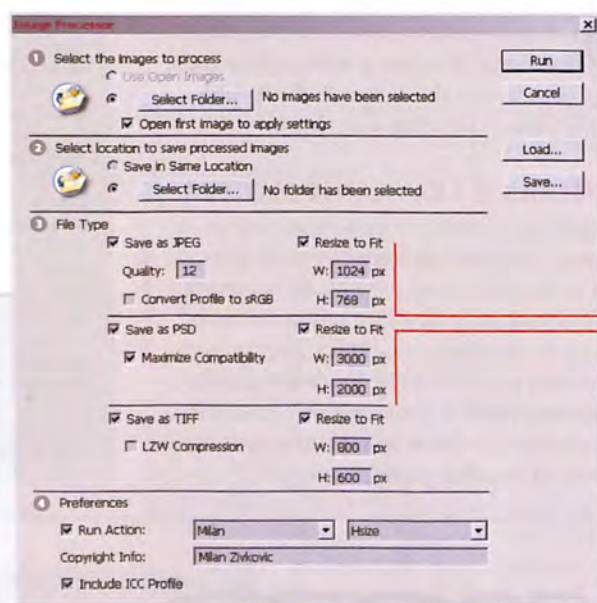 Image Processor
1 Select the images to process
Use Open Images
Run
Select Folder... No images have been selected
Cancel
Open first image to apply settings
2 Select location to save processed images
Load...
Save in Same Location
Select Folder... No folder has been selected
Save...
3 File Type
Save as JPEG Resize to Fit
Quality: 12 W: 1024 px
Convert Profile to sRGB H: 768 px
Save as PSD Resize to Fit
Maximize Compatibility W: 3000 px
H: 2000 px
Save as TIFF Resize to Fit
LZW Compression W: 800 px
H: 600 px
4 Preferences
Run Action: Milan Hsize
Copyright Info: Milan Zivkovic
Include ICC Profile